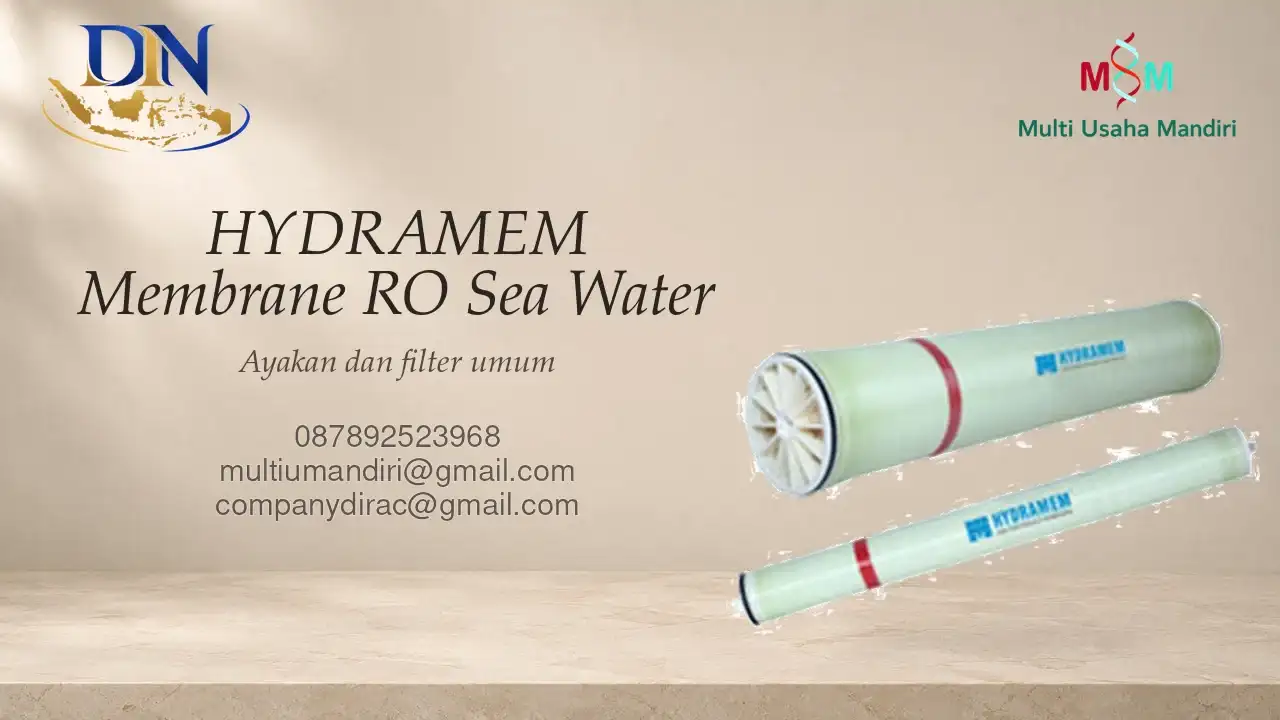 DIN
MSM
Multi Usaha Mandiri
HYDRAMEM
Membrane RO Sea Water
Ayakan dan filter umum
087892523968
multiumandiri@gmail.com
companydirac@gmail.com
HYDRAMEM
HYDRAMEM